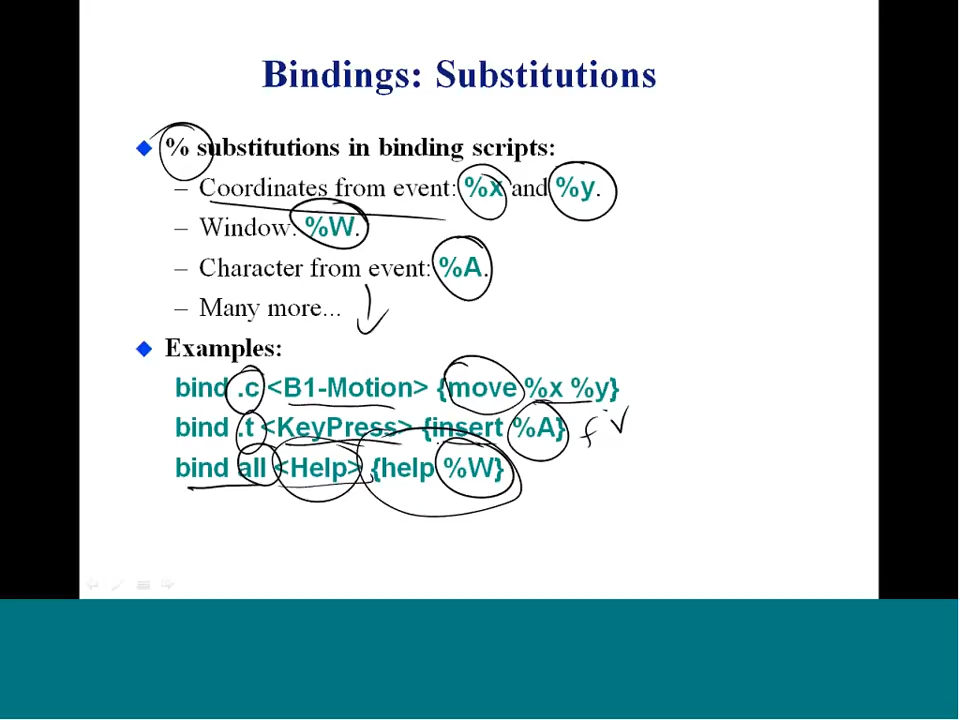 Bindings: Substitutions
% substitutions in binding scripts:
– Coordinates from event: %x and %y.
– Window: %W.
– Character from event: %A.
– Many more...
Examples:
bind .c <B1-Motion> {move %x %y}
bind .t <KeyPress> {insert %A}
bind all <Help> {help %W}